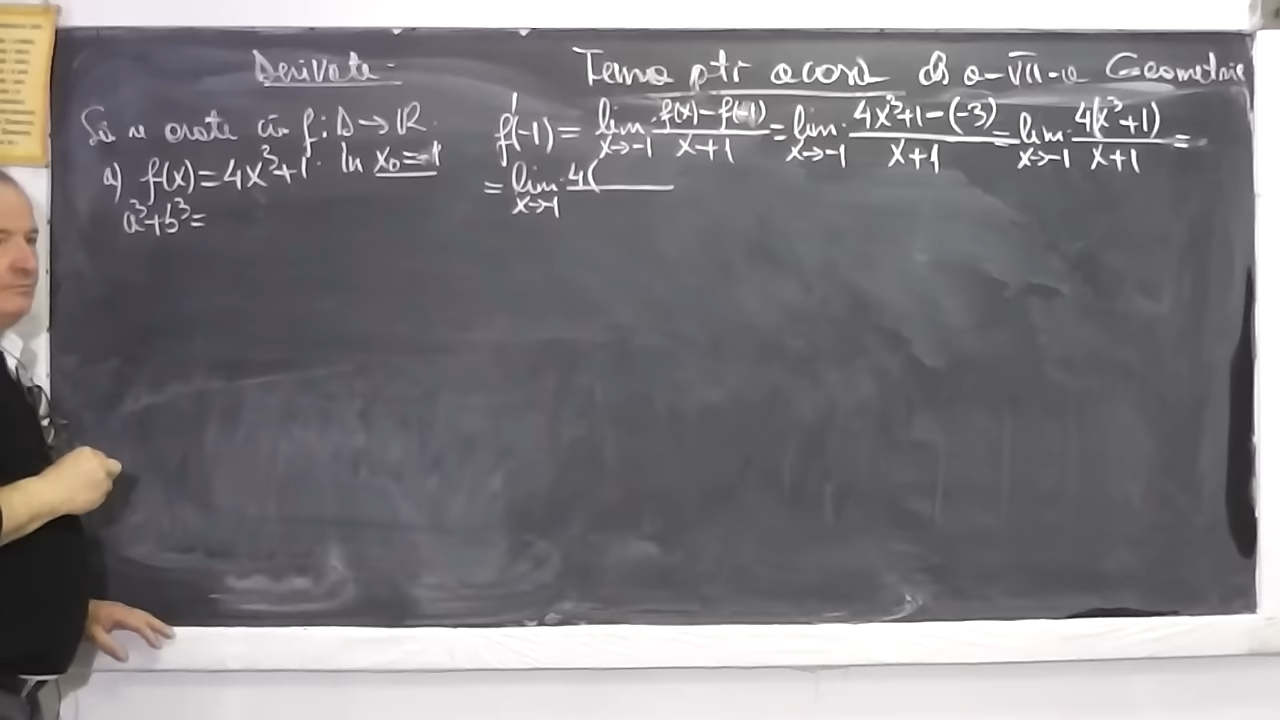 Derivate
Temă ptr acasă cls a-VII-a Geometrie
Să se arate că f:D→R.
a) f(x)=4x³+1. în x₀=-1
a³+b³=
f'(-1)= lim x→-1 (f(x)-f(-1))/(x+1) = lim x→-1 (4x³+1-(-3))/(x+1) = lim x→-1 4(x³+1)/(x+1) =
= lim x→-1 4(